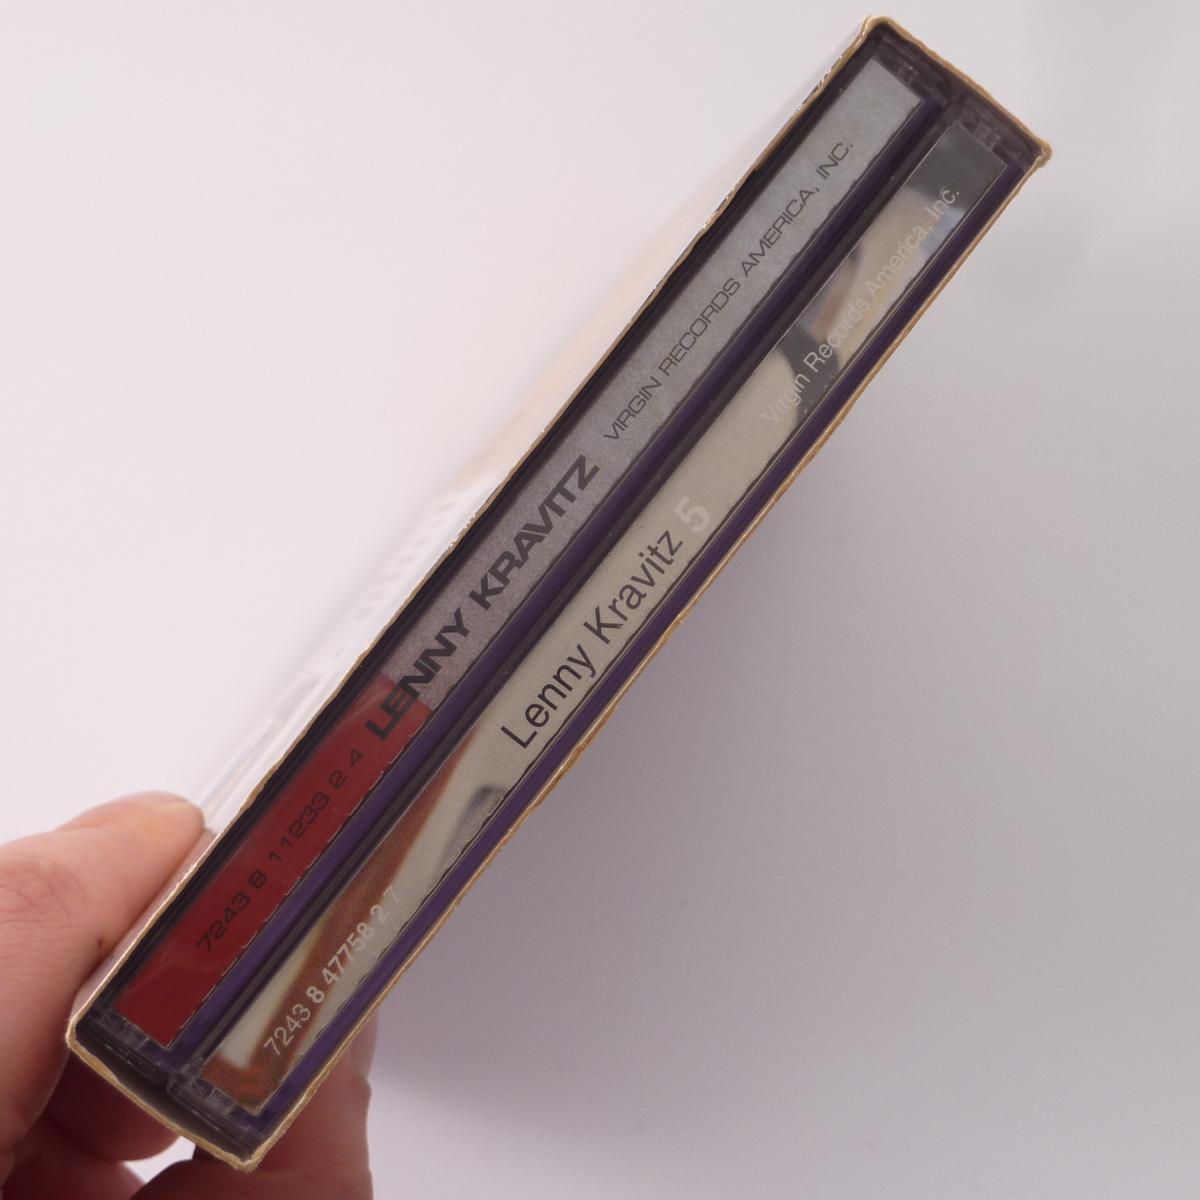 7243 8 11233 2 4 LENNY KRAVITZ VIRGIN RECORDS AMERICA, INC.
7243 8 47758 2 7 Lenny Kravitz 5 Virgin Records America, Inc.